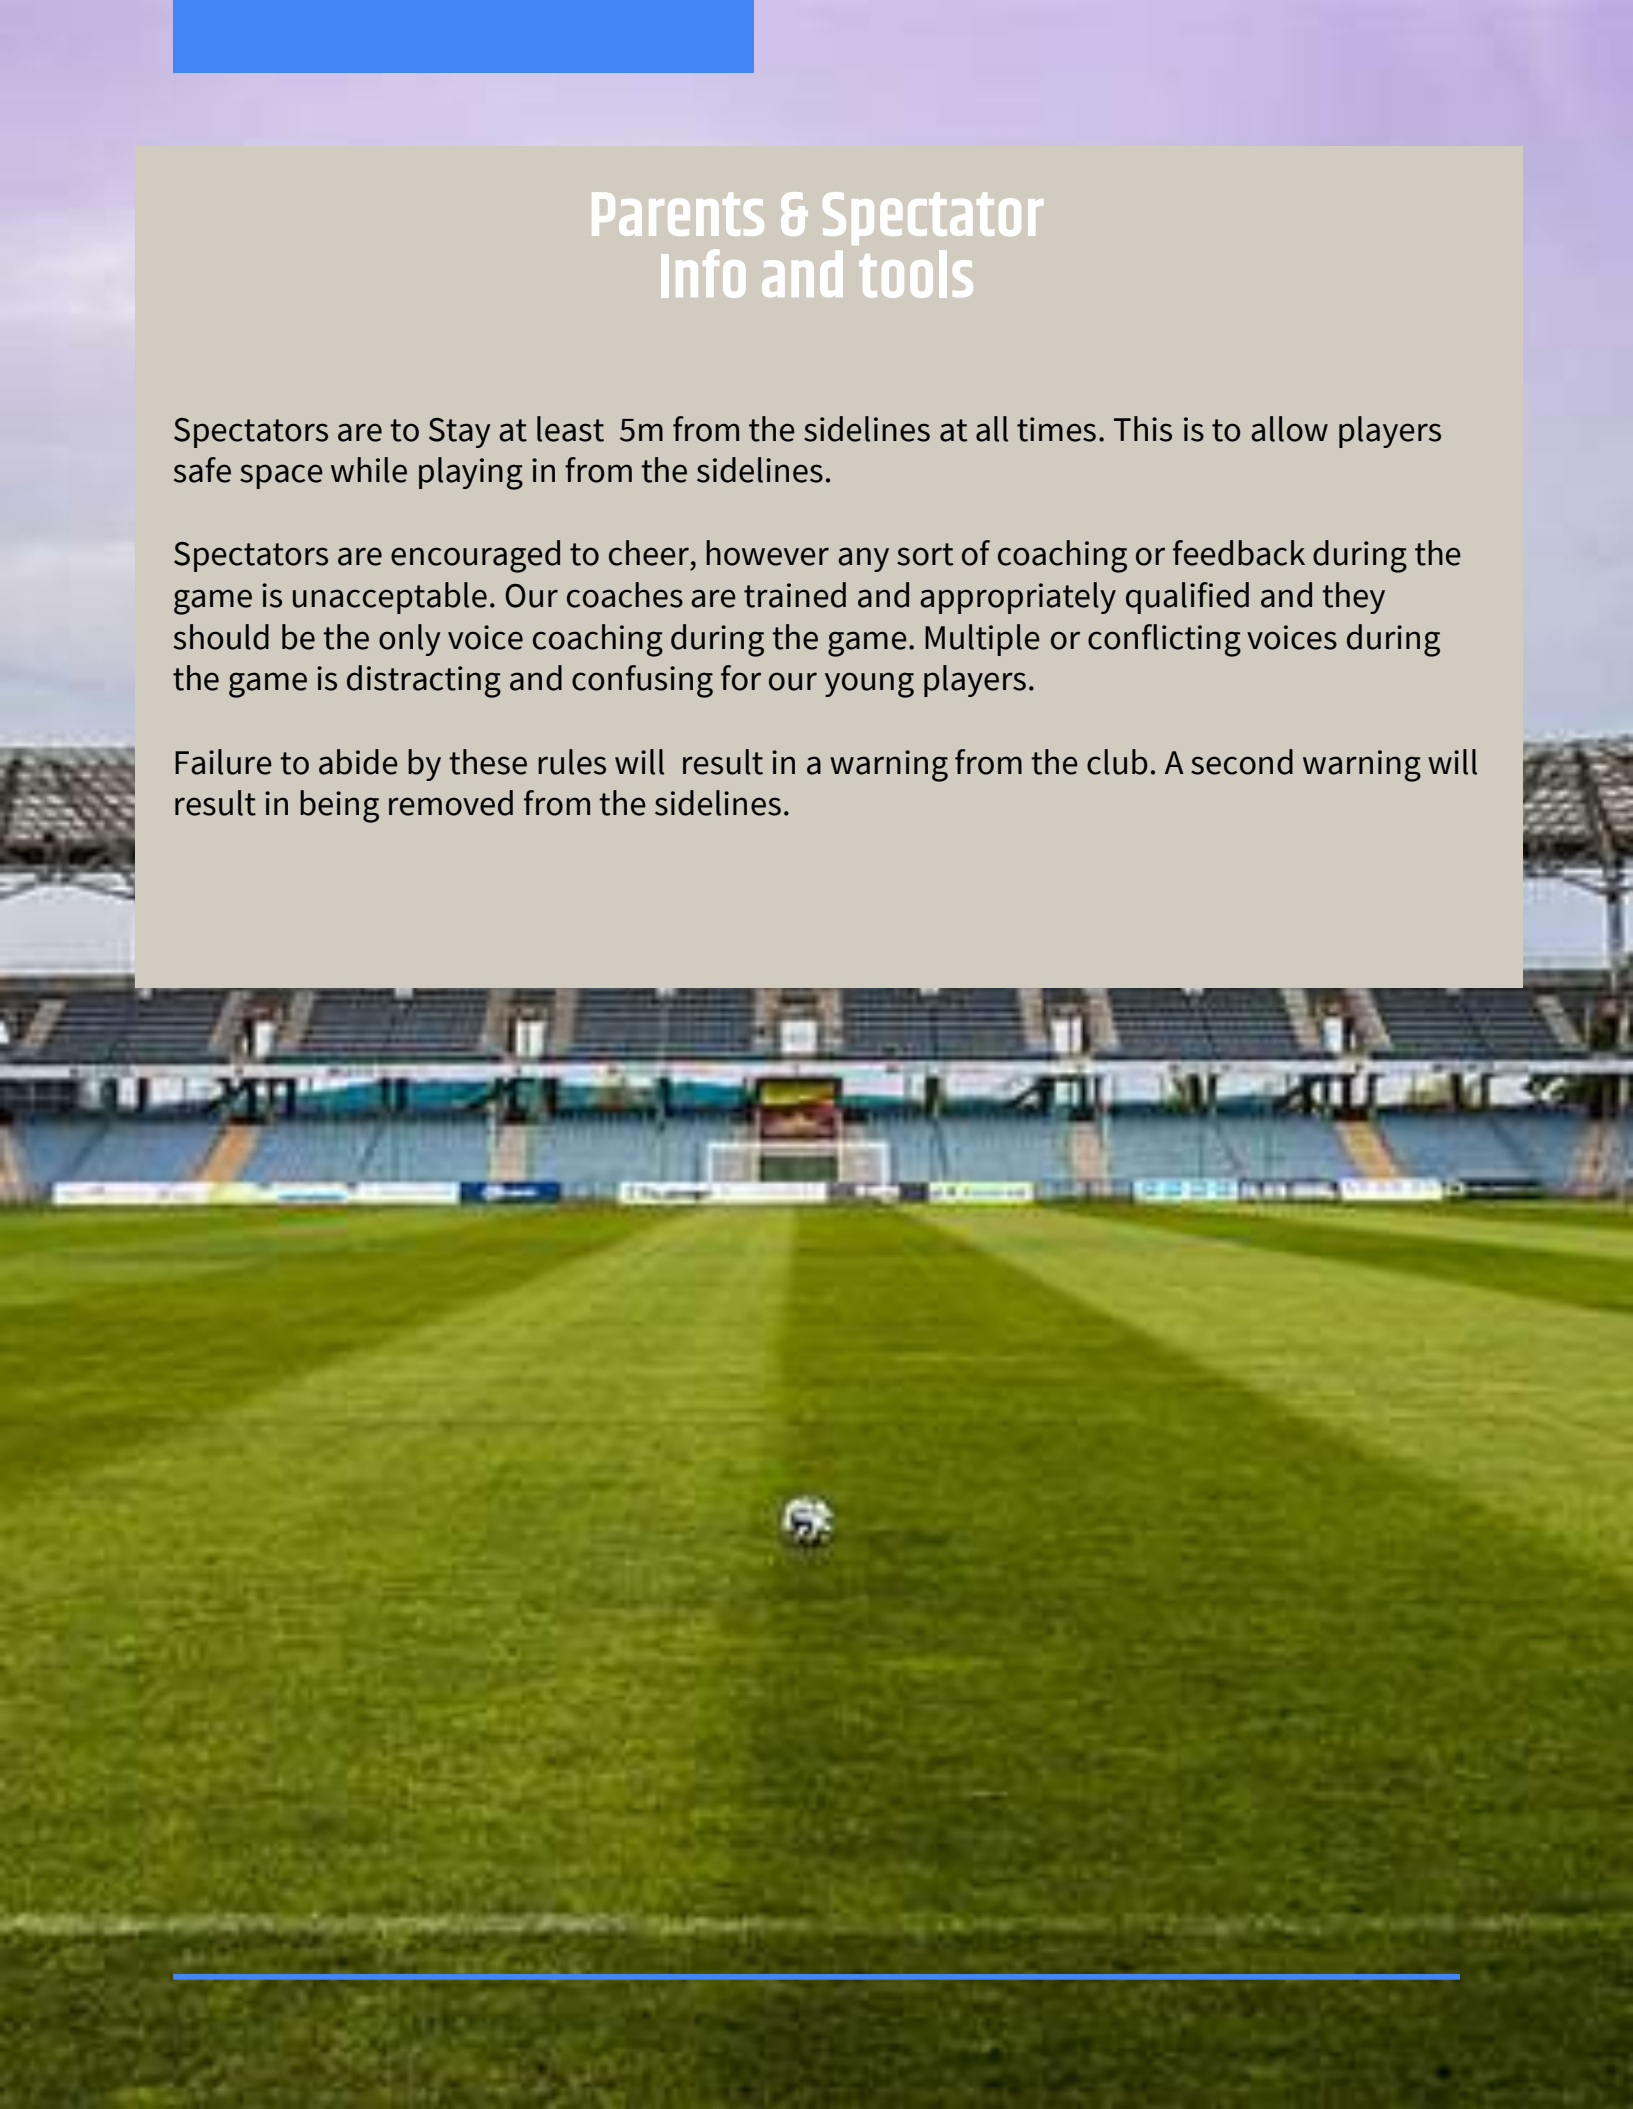 Parents & Spectator
Info and tools
Spectators are to Stay at least  5m from the sidelines at all times. This is to allow players
safe space while playing in from the sidelines.
Spectators are encouraged to cheer, however any sort of coaching or feedback during the
game is unacceptable. Our coaches are trained and appropriately qualified and they
should be the only voice coaching during the game. Multiple or conflicting voices during
the game is distracting and confusing for our young players.
Failure to abide by these rules will  result in a warning from the club. A second warning will
result in being removed from the sidelines.